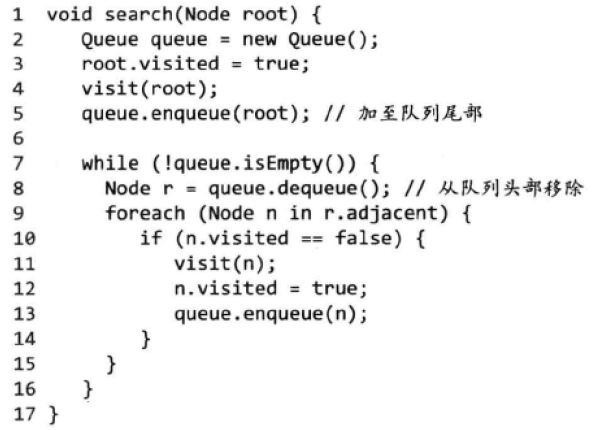 1 void search(Node root) {
2 Queue queue = new Queue();
3 root.visited = true;
4 visit(root);
5 queue.enqueue(root); // 加至队列尾部
6
7 while (!queue.isEmpty()) {
8 Node r = queue.dequeue(); // 从队列头部移除
9 foreach (Node n in r.adjacent) {
10 if (n.visited == false) {
11 visit(n);
12 n.visited = true;
13 queue.enqueue(n);
14 }
15 }
16 }
17 }